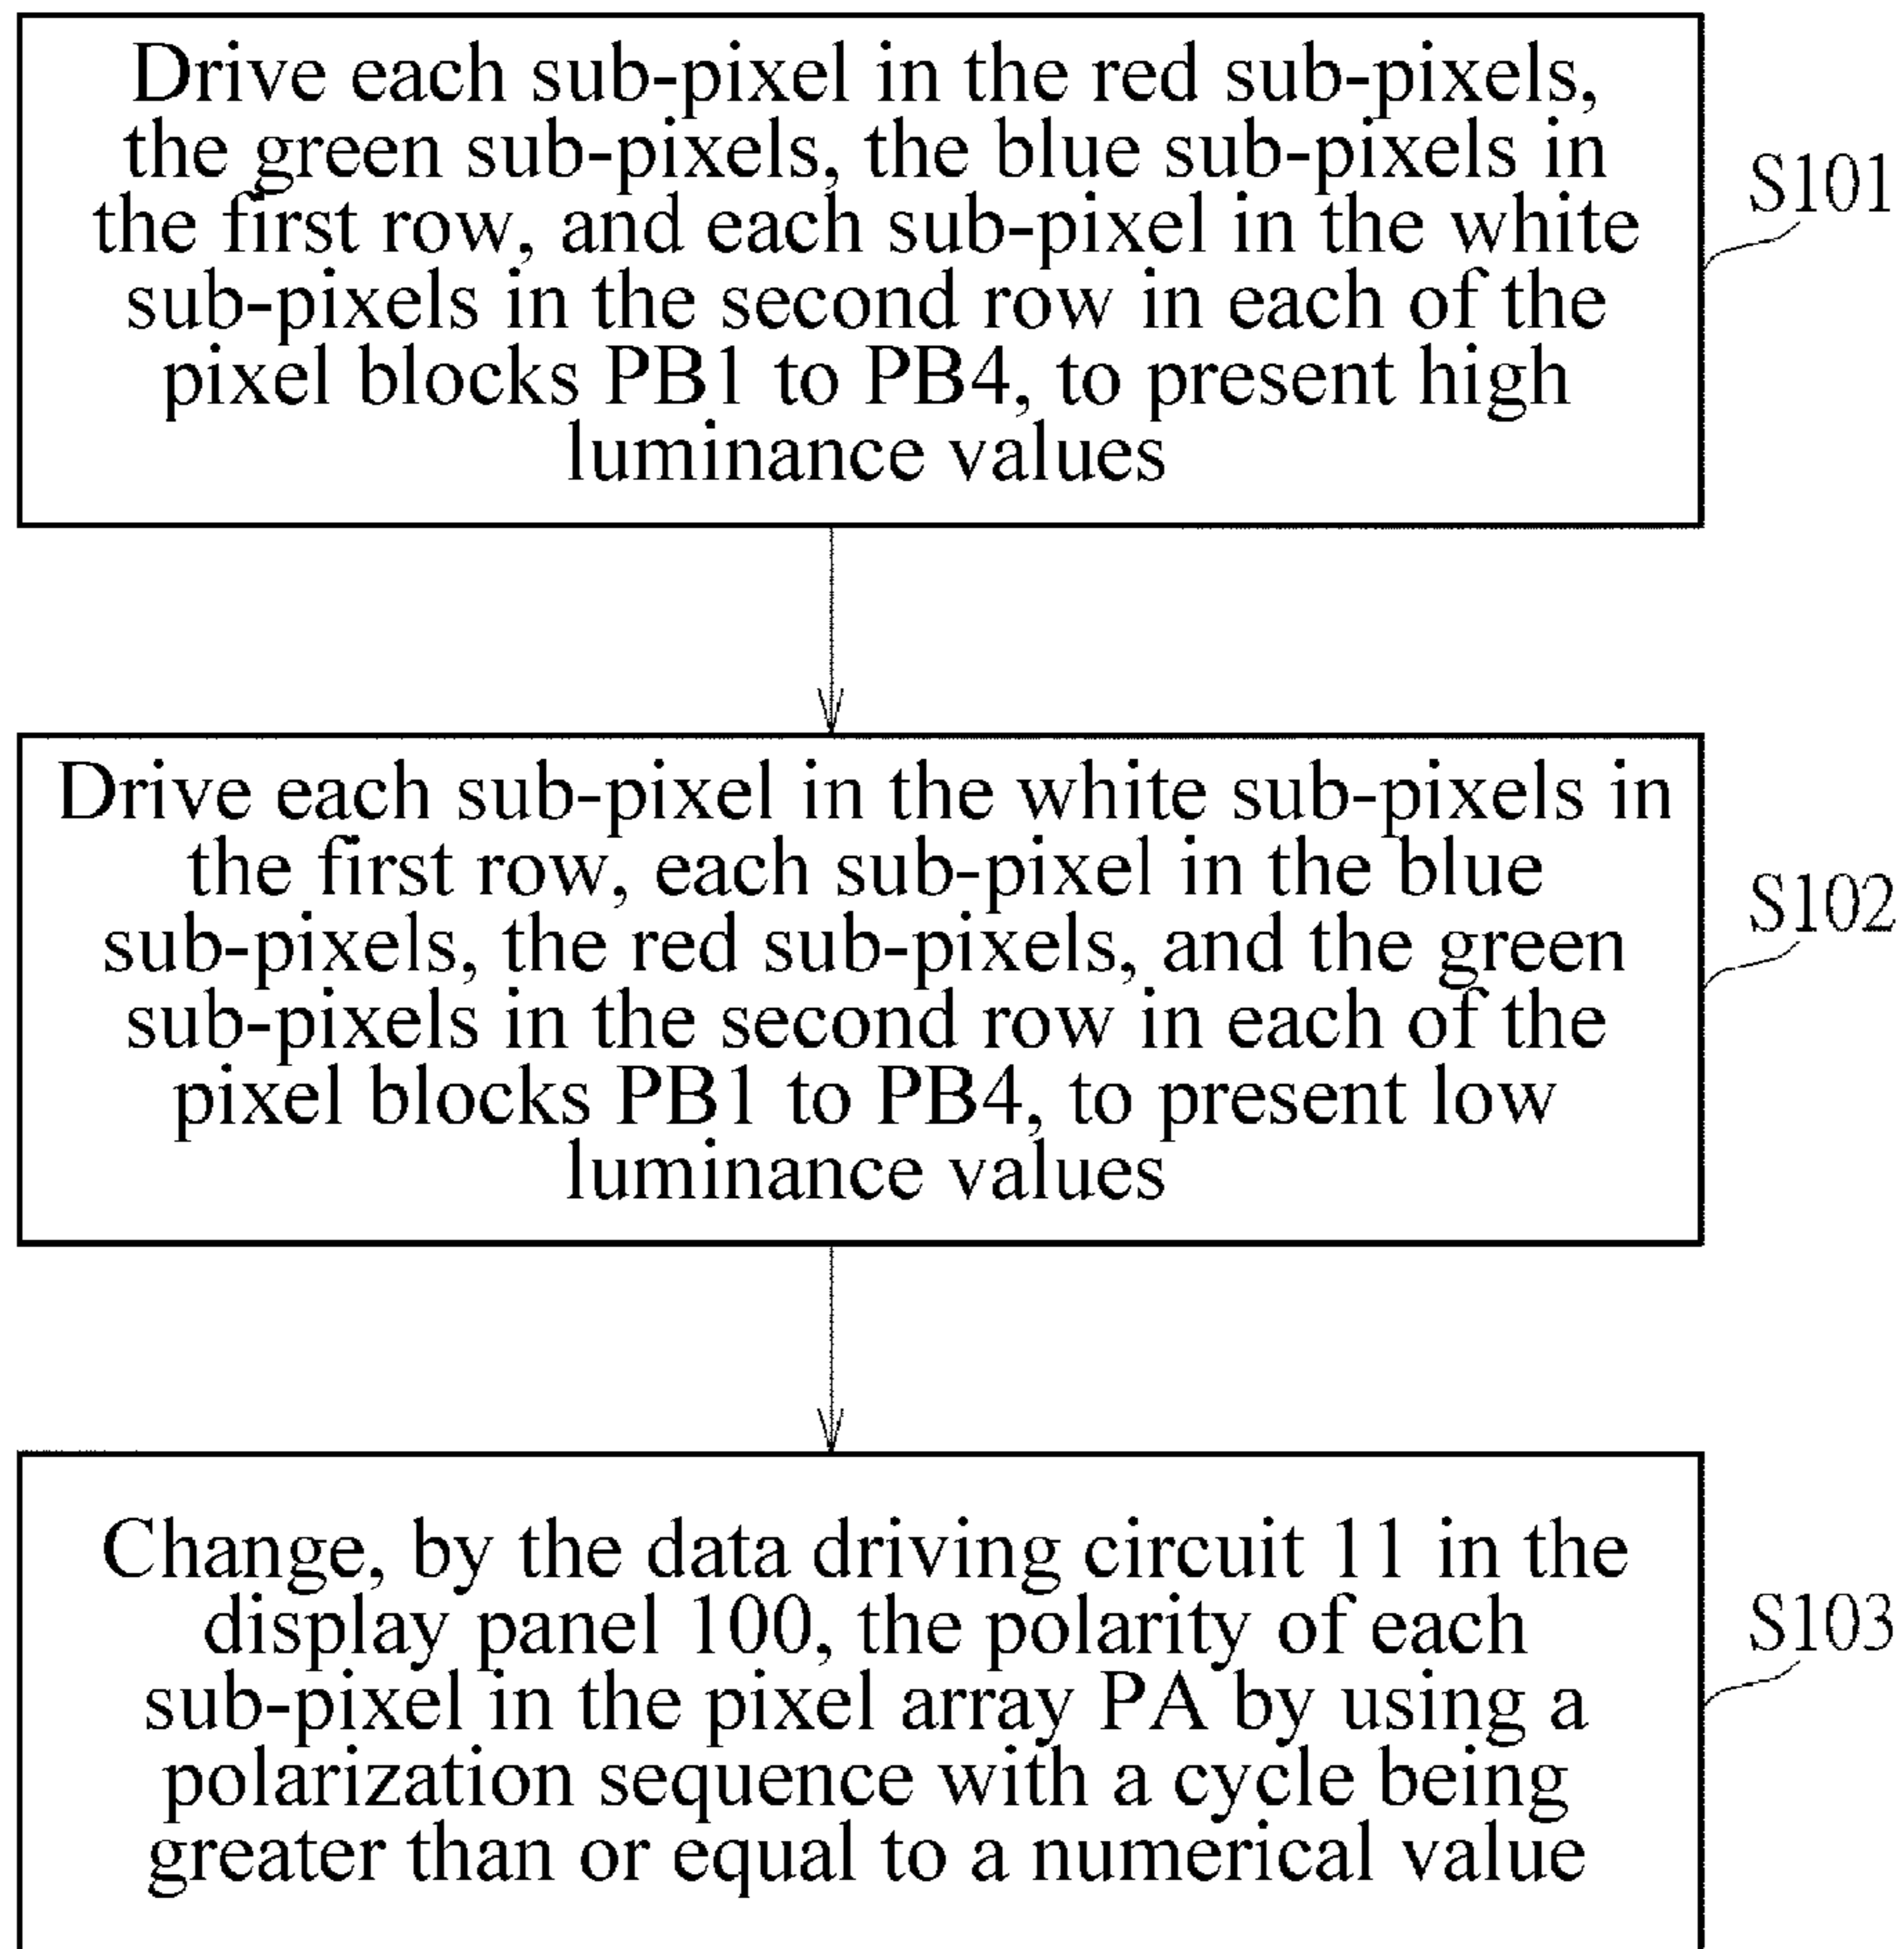 Drive each sub-pixel in the red sub-pixels,
the green sub-pixels, the blue sub-pixels in
the first row, and each sub-pixel in the white
sub-pixels in the second row in each of the
pixel blocks PB1 to PB4, to present high
luminance values
S101
Drive each sub-pixel in the white sub-pixels in
the first row, each sub-pixel in the blue
sub-pixels, the red sub-pixels, and the green
sub-pixels in the second row in each of the
pixel blocks PB1 to PB4, to present low
luminance values
S102
Change, by the data driving circuit 11 in the
display panel 100, the polarity of each
sub-pixel in the pixel array PA by using a
polarization sequence with a cycle being
greater than or equal to a numerical value
S103